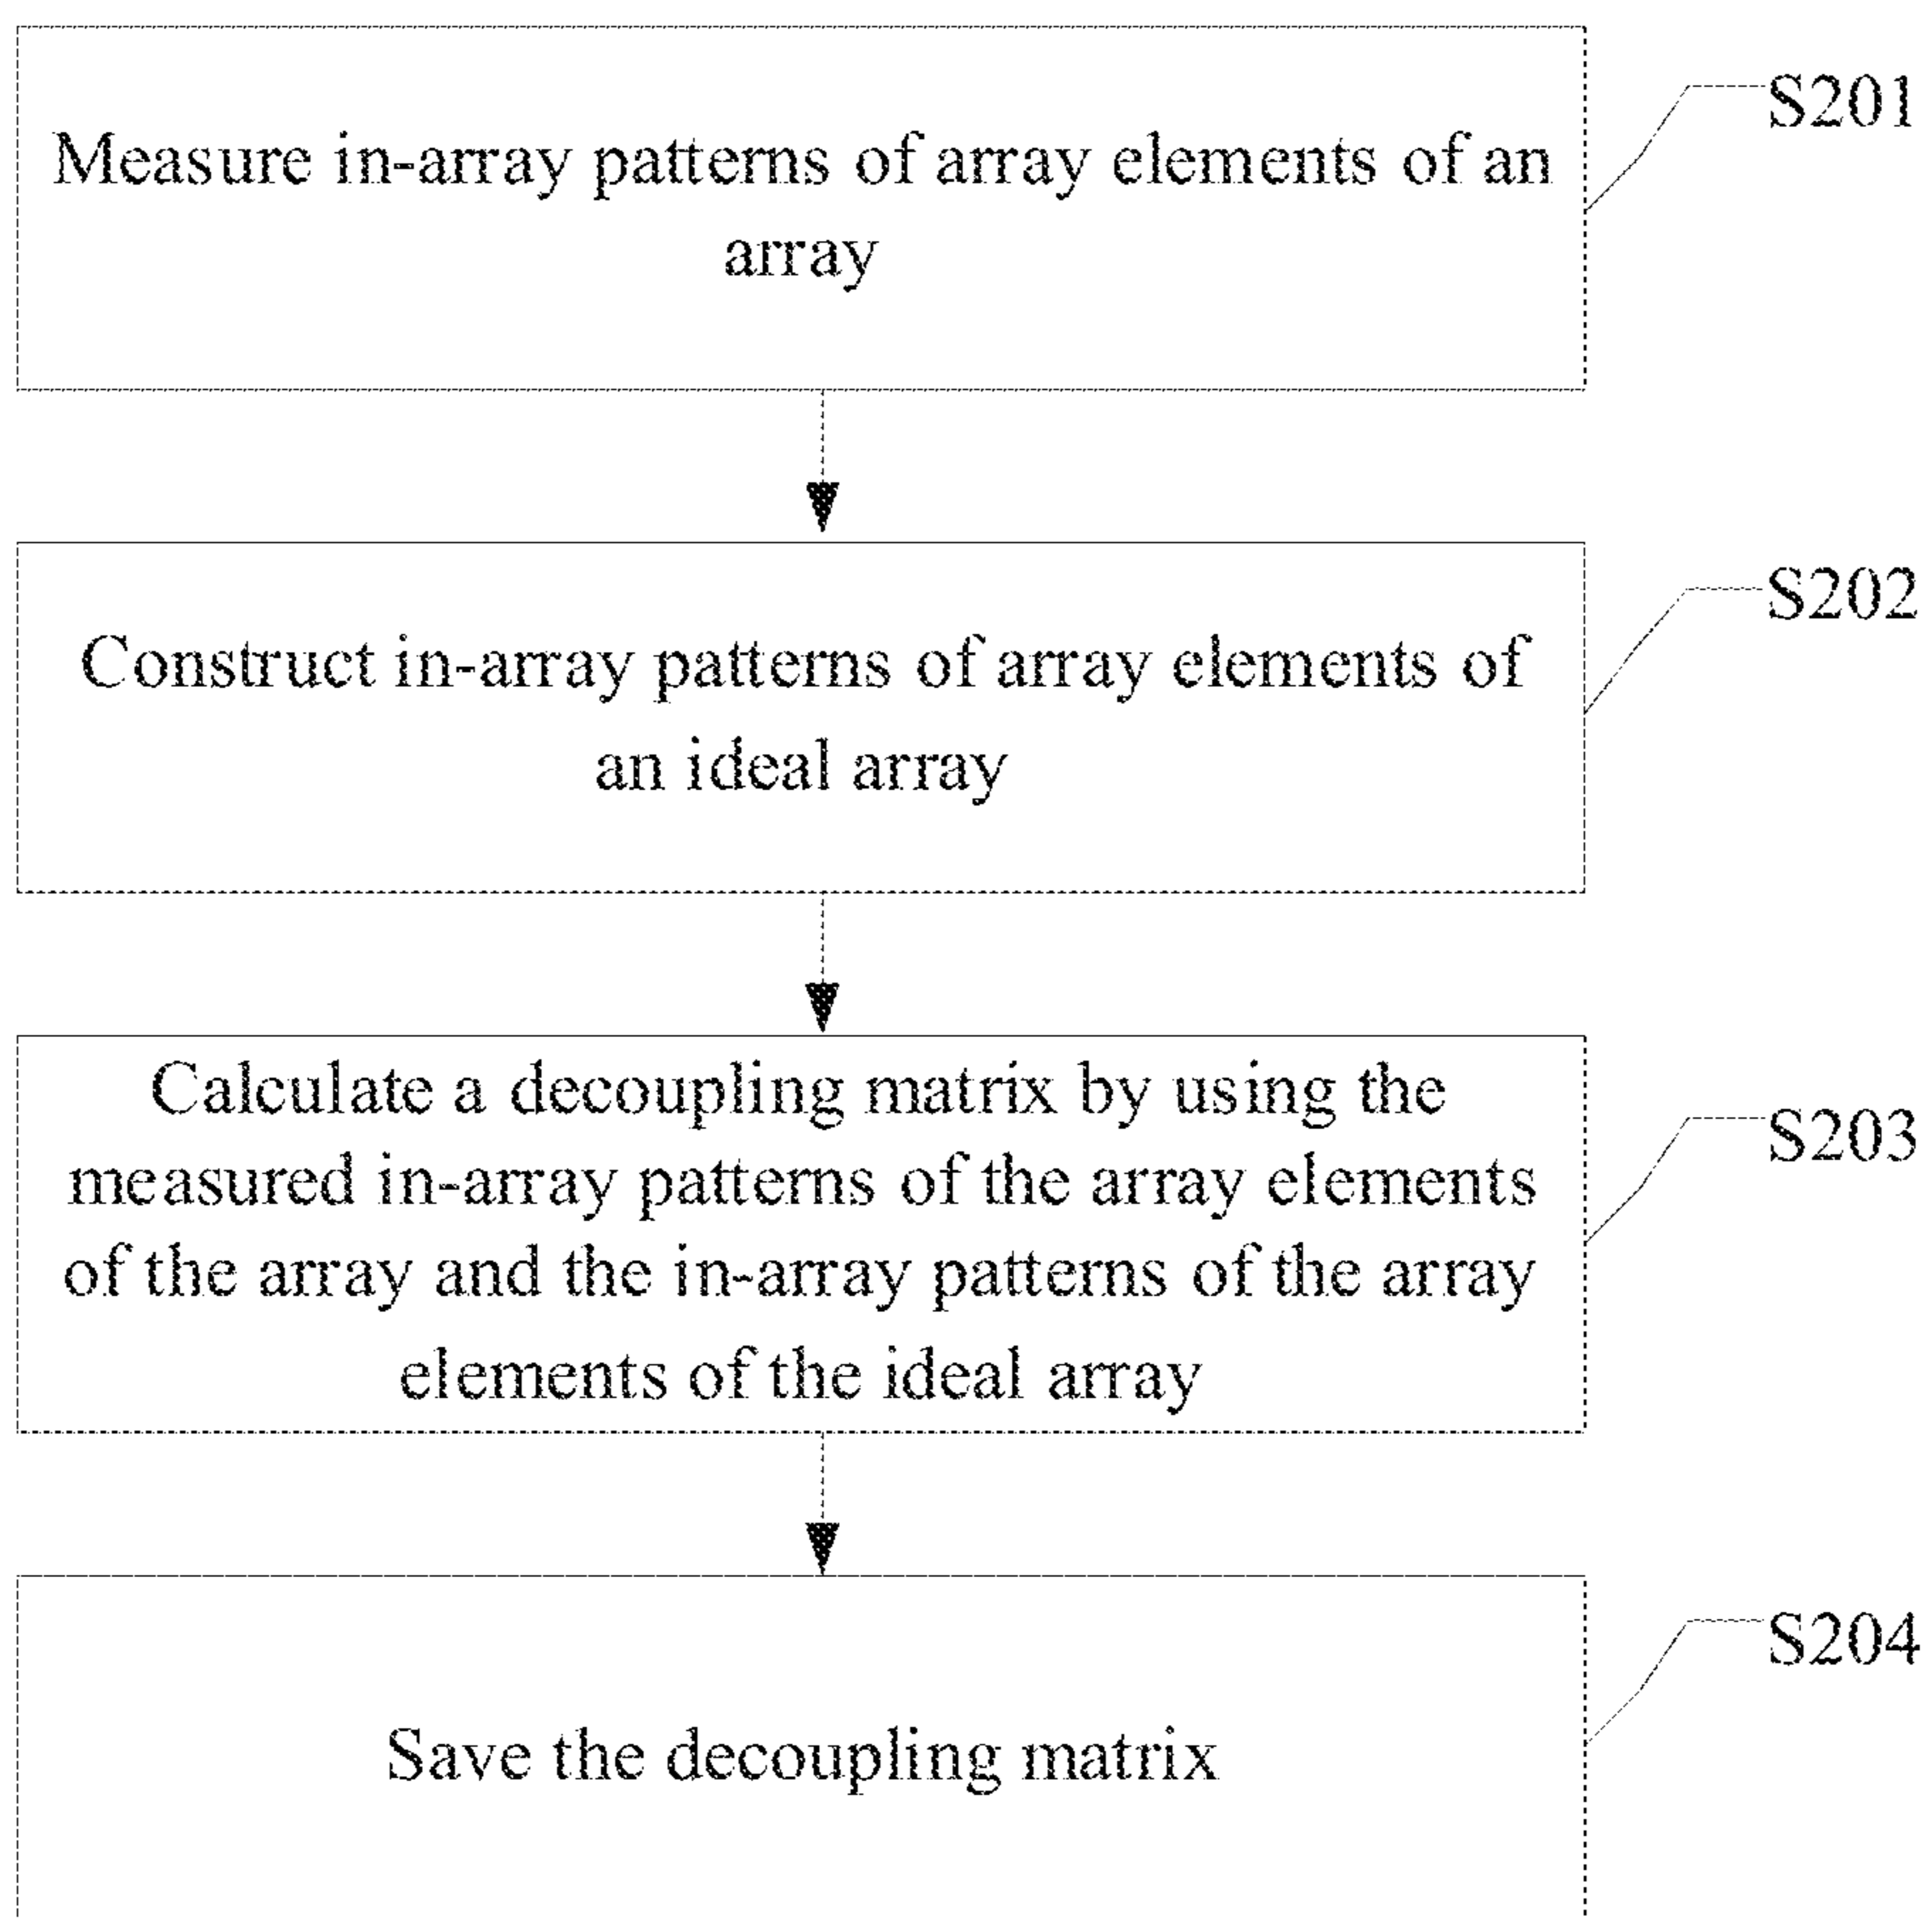 S201
Measure in-array patterns of array elements of an
array
S202
Construct in-array patterns of array elements of
an ideal array
Calculate a decoupling matrix by using the
S203
measured in-array patterns of the array elements
of the array and the in-array patterns of the array
elements of the ideal array
S204
Save the decoupling matrix